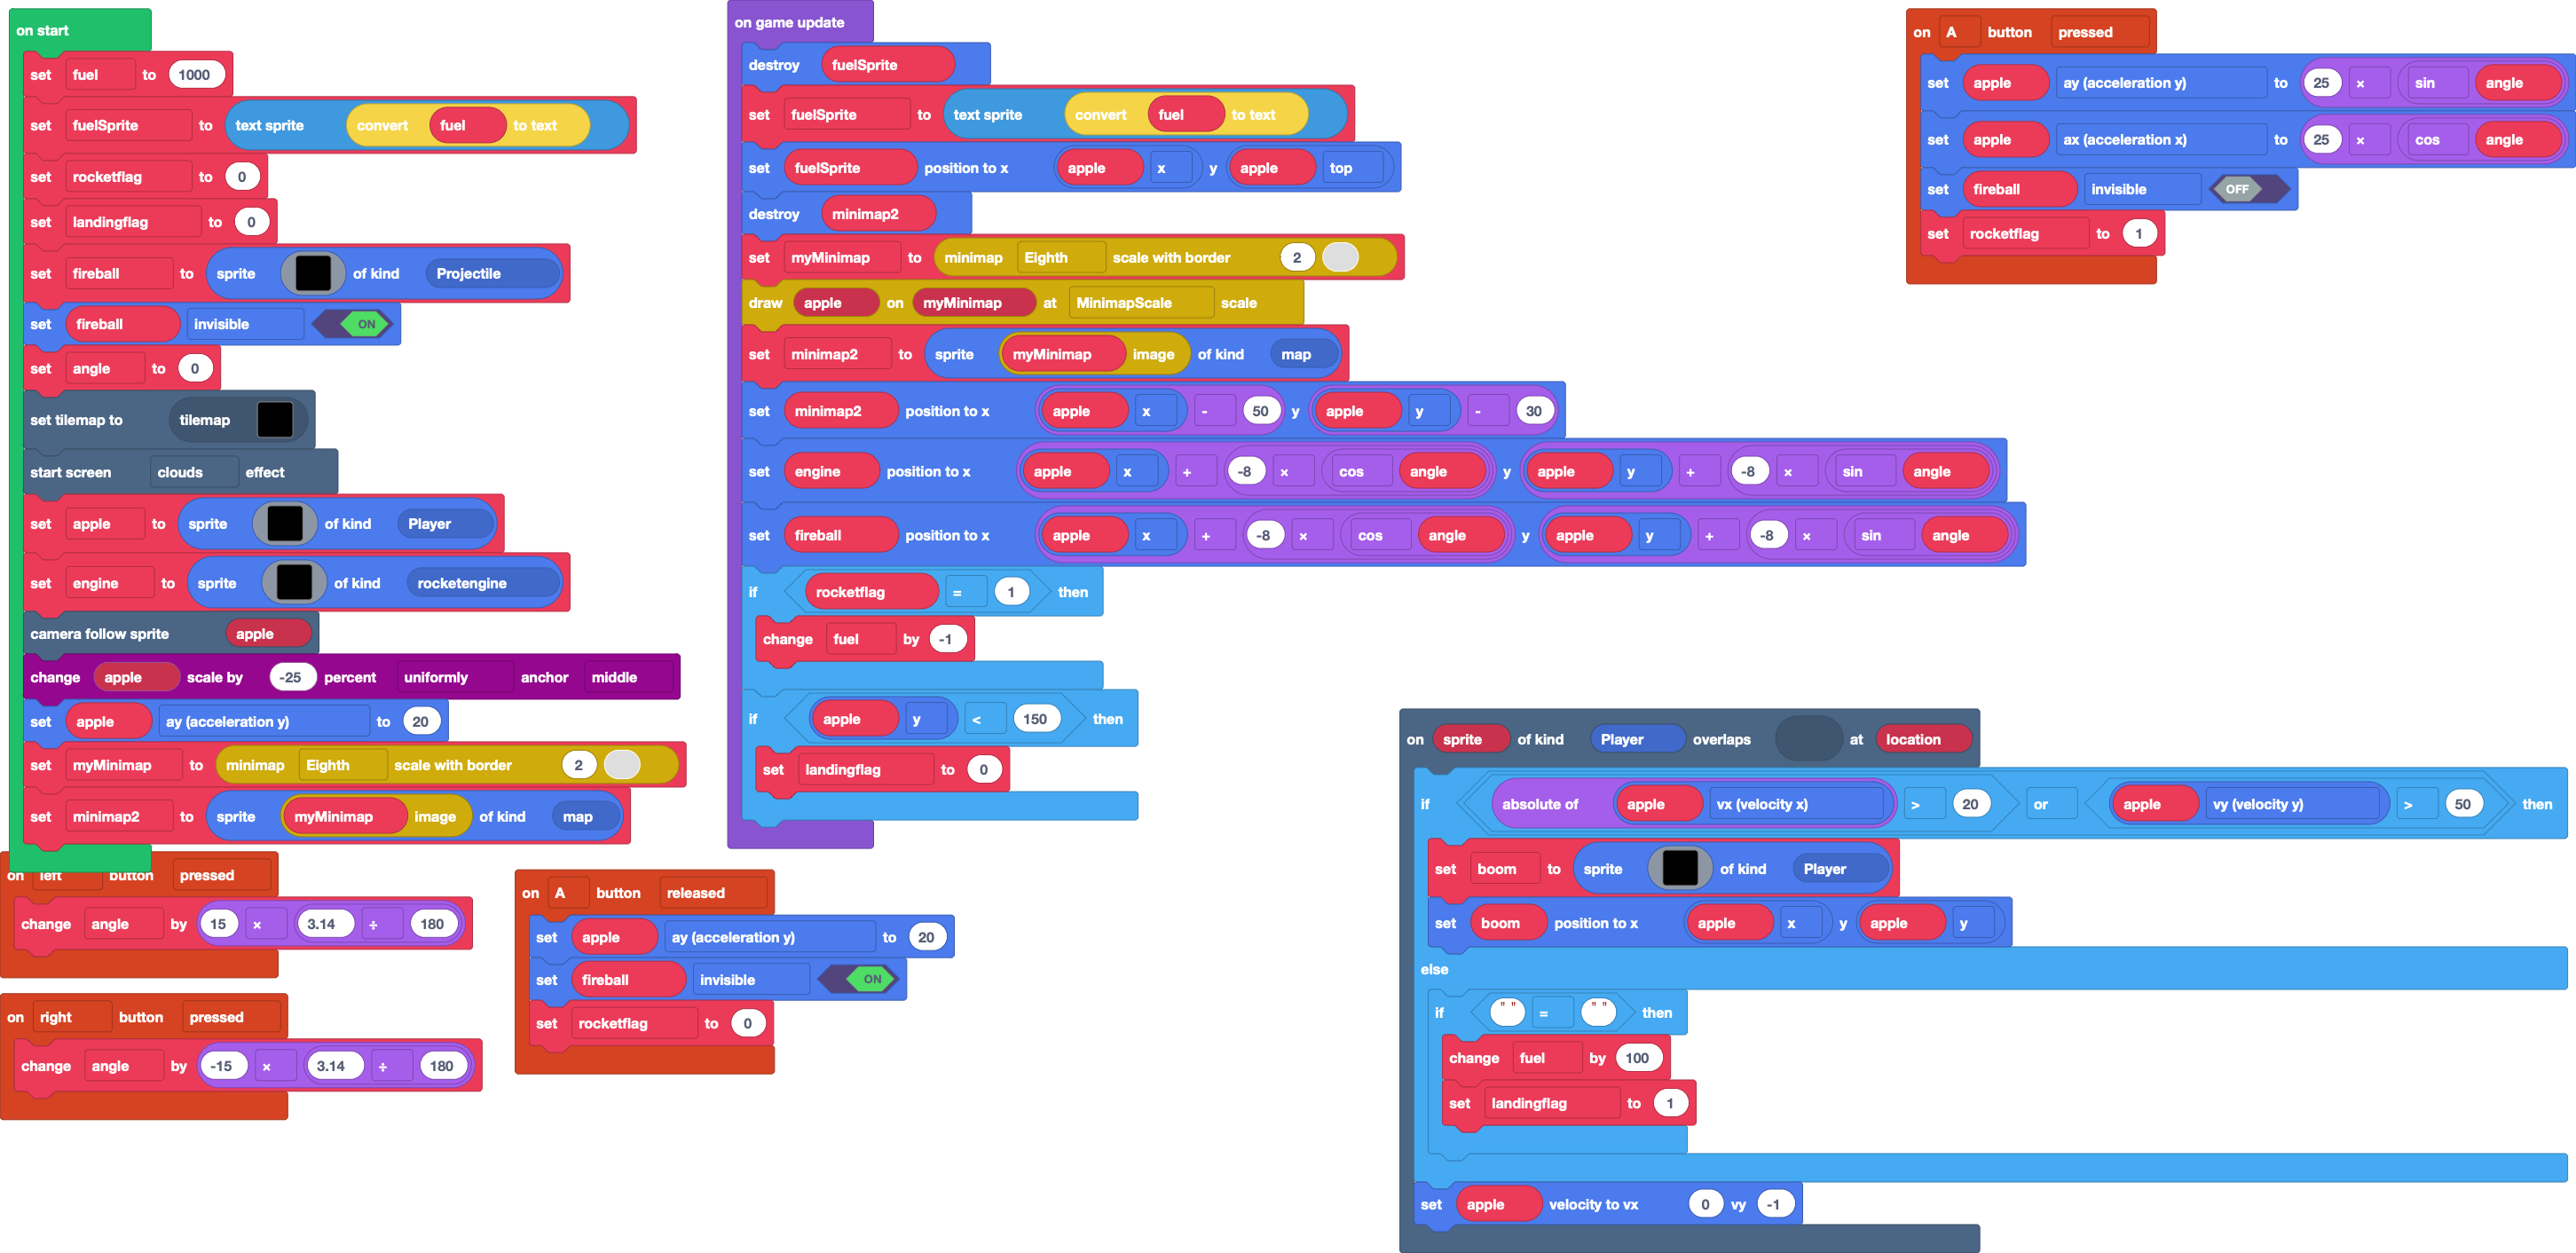 on start
set fuel to 1000
set fuelSprite to text sprite convert fuel to text
set rocketflag to 0
set landingflag to 0
set fireball to sprite of kind Projectile
set fireball invisible ON
set angle to 0
set tilemap to tilemap
start screen clouds effect
set apple to sprite of kind Player
set engine to sprite of kind rocketengine
camera follow sprite apple
change apple scale by -25 percent uniformly anchor middle
set apple ay (acceleration y) to 20
set myMinimap to minimap Eighth scale with border 2
set minimap2 to sprite myMinimap image of kind map
on left button pressed
change angle by 15 × 3.14 ÷ 180
on right button pressed
change angle by -15 × 3.14 ÷ 180
on A button released
set apple ay (acceleration y) to 20
set fireball invisible ON
set rocketflag to 0
on game update
destroy fuelSprite
set fuelSprite to text sprite convert fuel to text
set fuelSprite position to x apple x y apple top
destroy minimap2
set myMinimap to minimap Eighth scale with border 2
draw apple on myMinimap at MinimapScale scale
set minimap2 to sprite myMinimap image of kind map
set minimap2 position to x apple x - 50 y apple y - 30
set engine position to x apple x + -8 × cos angle y apple y + -8 × sin angle
set fireball position to x apple x + -8 × cos angle y apple y + -8 × sin angle
if rocketflag = 1 then
change fuel by -1
if apple y < 150 then
set landingflag to 0
on A button pressed
set apple ay (acceleration y) to 25 × sin angle
set apple ax (acceleration x) to 25 × cos angle
set fireball invisible OFF
set rocketflag to 1
on sprite of kind Player overlaps at location
if absolute of apple vx (velocity x) > 20 or apple vy (velocity y) > 50 then
set boom to sprite of kind Player
set boom position to x apple x y apple y
else
if " " = " " then
change fuel by 100
set landingflag to 1
set apple velocity to vx 0 vy -1